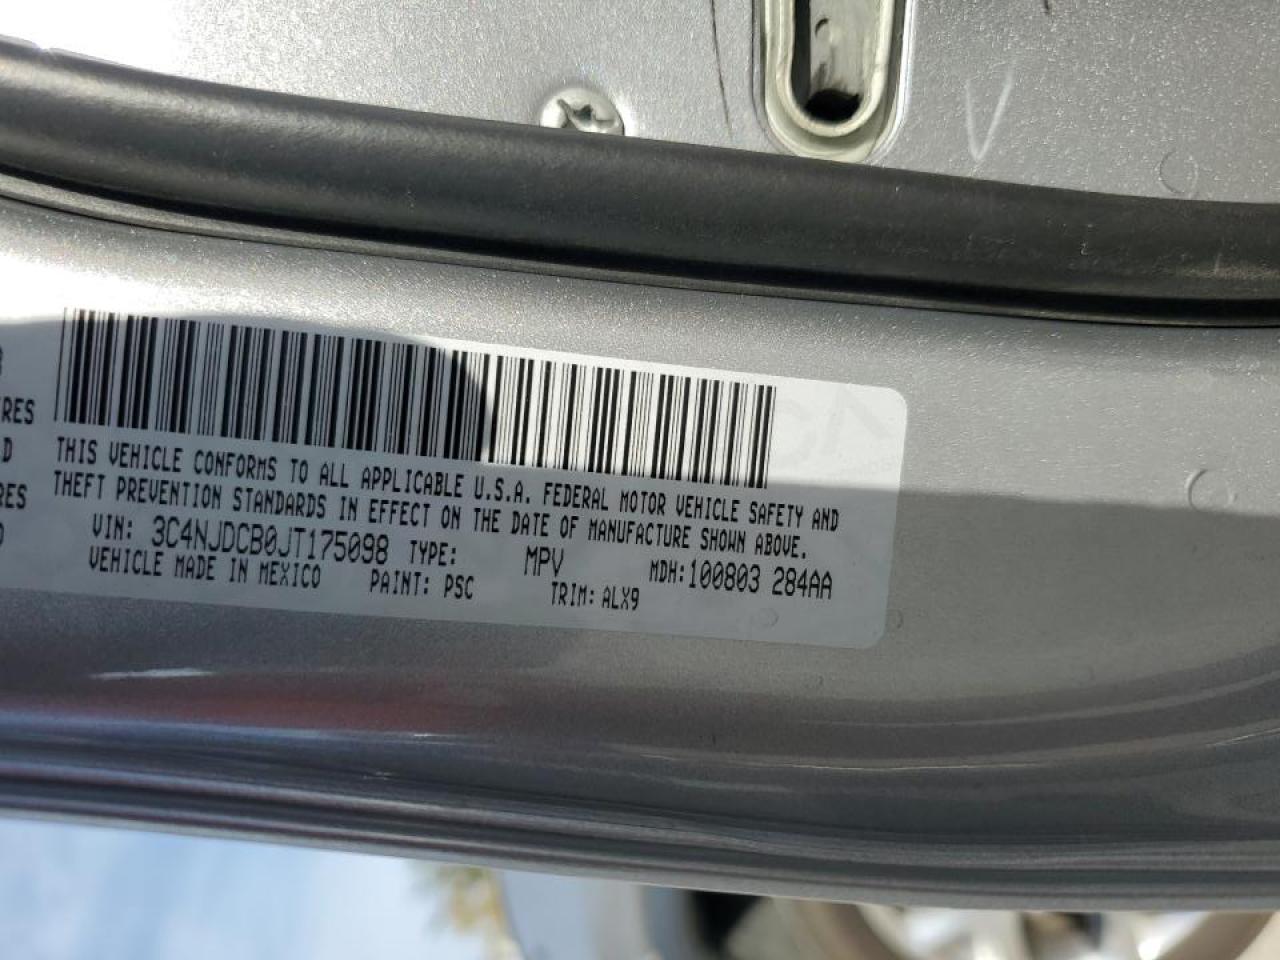 RES
D
RES
THIS VEHICLE CONFORMS TO ALL APPLICABLE U.S.A. FEDERAL MOTOR VEHICLE SAFETY AND
THEFT PREVENTION STANDARDS IN EFFECT ON THE DATE OF MANUFACTURE SHOWN ABOVE.
VIN: 3C4NJDCB0JT175098 TYPE: MPV MDH:100803 284AA
VEHICLE MADE IN MEXICO PAINT: PSC TRIM: ALX9